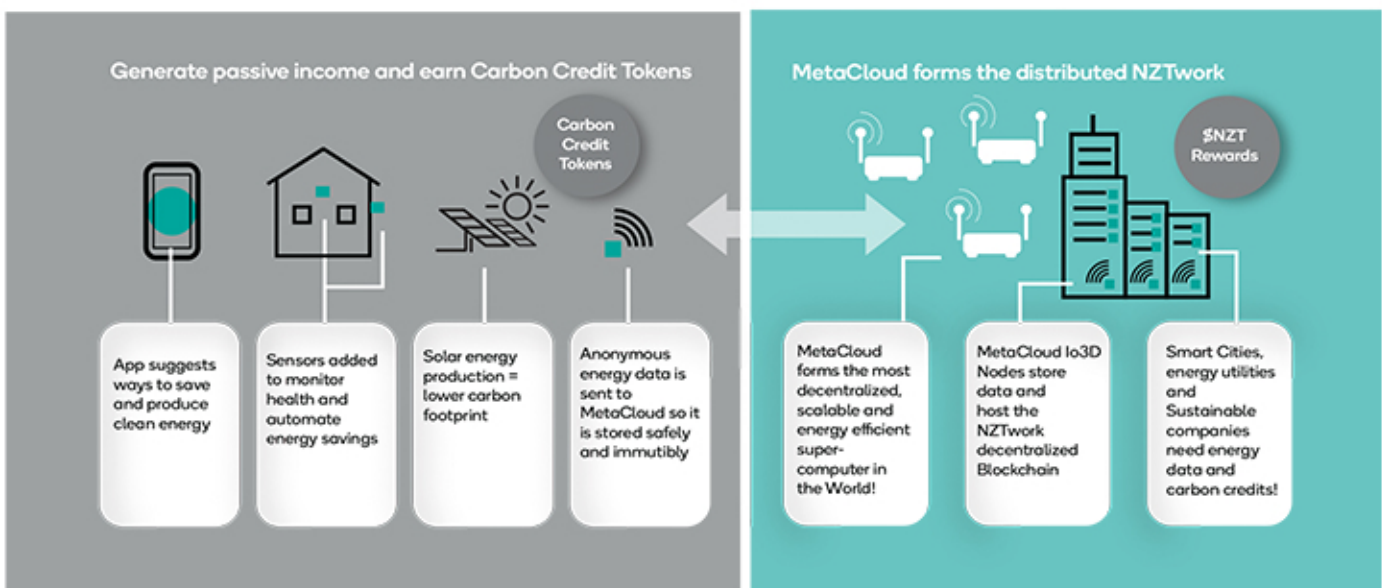 Generate passive income and earn Carbon Credit Tokens
Carbon
Credit
Tokens
App suggests
ways to save
and produce
clean energy
Sensors added
to monitor
health and
automate
energy savings
Solar energy
production =
lower carbon
footprint
Anonymous
energy data is
sent to
MetaCloud so it
is stored safely
and immutibly
MetaCloud forms the distributed NZTwork
$NZT
Rewards
MetaCloud
forms the most
decentralized,
scalable and
energy efficient
super-
computer in
the World!
MetaCloud Io3D
Nodes store
data and
host the
NZTwork
decentralized
Blockchain
Smart Cities,
energy utilities
and
Sustainable
companies
need energy
data and
carbon credits!